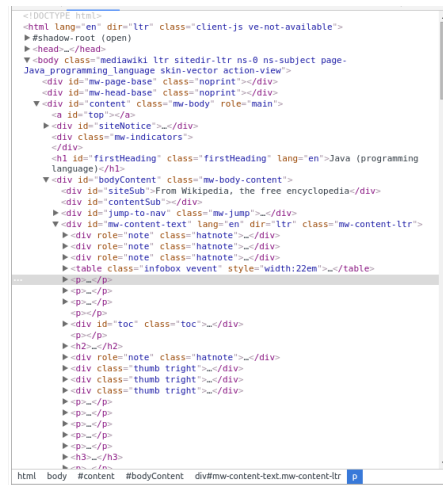 <!DOCTYPE html>
<html lang="en" dir="ltr" class="client-js ve-not-available">
▶#shadow-root (open)
▶<head>…</head>
▼<body class="mediawiki ltr sitedir-ltr ns-0 ns-subject page-
Java_programming_language skin-vector action-view">
<div id="mw-page-base" class="noprint"></div>
<div id="mw-head-base" class="noprint"></div>
▼<div id="content" class="mw-body" role="main">
<a id="top"></a>
▶<div id="siteNotice">…</div>
<div class="mw-indicators">
</div>
<h1 id="firstHeading" class="firstHeading" lang="en">Java (programming
language)</h1>
▼<div id="bodyContent" class="mw-body-content">
<div id="siteSub">From Wikipedia, the free encyclopedia</div>
<div id="contentSub"></div>
▶<div id="jump-to-nav" class="mw-jump">…</div>
▼<div id="mw-content-text" lang="en" dir="ltr" class="mw-content-ltr">
▶<div role="note" class="hatnote">…</div>
▶<div role="note" class="hatnote">…</div>
▶<div role="note" class="hatnote">…</div>
▶<table class="infobox vevent" style="width:22em">…</table>
… ▶<p>…</p>
▶<p>…</p>
▶<p>…</p>
<p></p>
▶<div id="toc" class="toc">…</div>
<p></p>
▶<h2>…</h2>
▶<div role="note" class="hatnote">…</div>
▶<div class="thumb tright">…</div>
▶<div class="thumb tright">…</div>
▶<div class="thumb tright">…</div>
▶<p>…</p>
▶<p>…</p>
▶<p>…</p>
▶<p>…</p>
▶<p>…</p>
▶<h3>…</h3>
▶<p>…</p>
html body #content #bodyContent div#mw-content-text.mw-content-ltr p